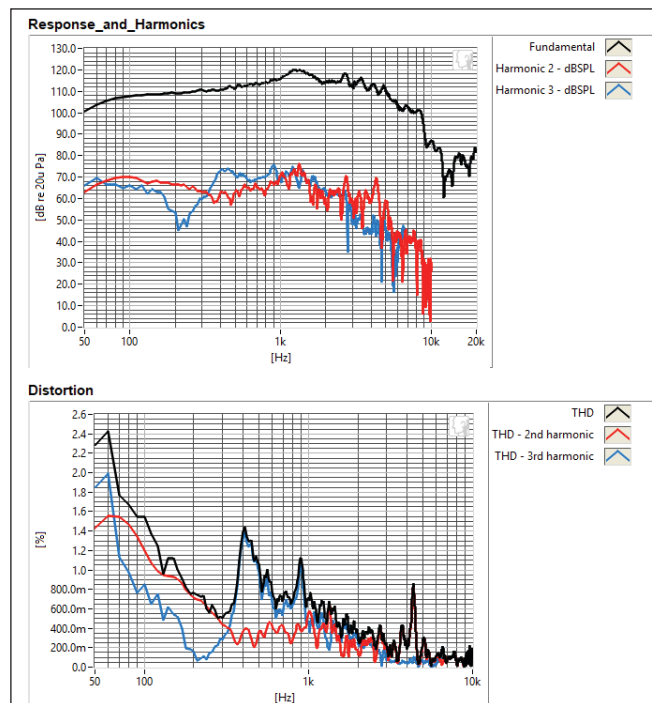 Response_and_Harmonics
130.0
120.0
110.0
100.0
90.0
80.0
70.0
60.0
50.0
40.0
30.0
20.0
10.0
0.0
[dB re 20u Pa]
50 100 1k 10k 20k
[Hz]
Fundamental
Harmonic 2 - dBSPL
Harmonic 3 - dBSPL
Distortion
2.6
2.4
2.2
2.0
1.8
1.6
1.4
1.2
1.0
800.0m
600.0m
400.0m
200.0m
0.0
[%]
50 100 1k 10k
[Hz]
THD
THD - 2nd harmonic
THD - 3rd harmonic